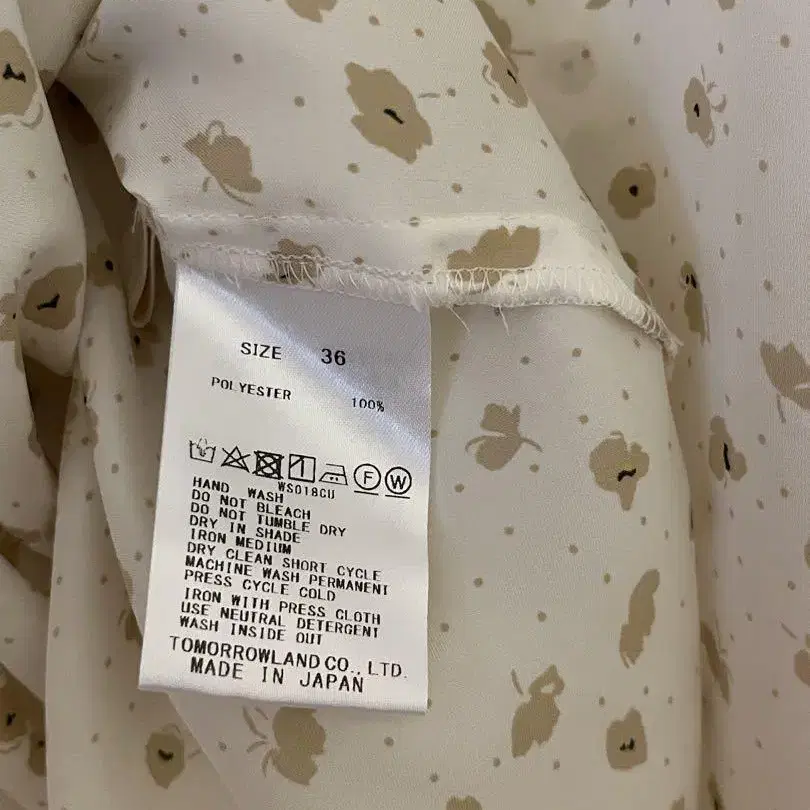 SIZE 36
POLYESTER 100%
F W
WS018CU
HAND WASH
DO NOT BLEACH
DO NOT TUMBLE DRY
DRY IN SHADE
IRON MEDIUM
DRY CLEAN SHORT CYCLE
MACHINE WASH PERMANENT
PRESS CYCLE COLD
IRON WITH PRESS CLOTH
USE NEUTRAL DETERGENT
WASH INSIDE OUT
TOMORROWLAND CO., LTD.
MADE IN JAPAN